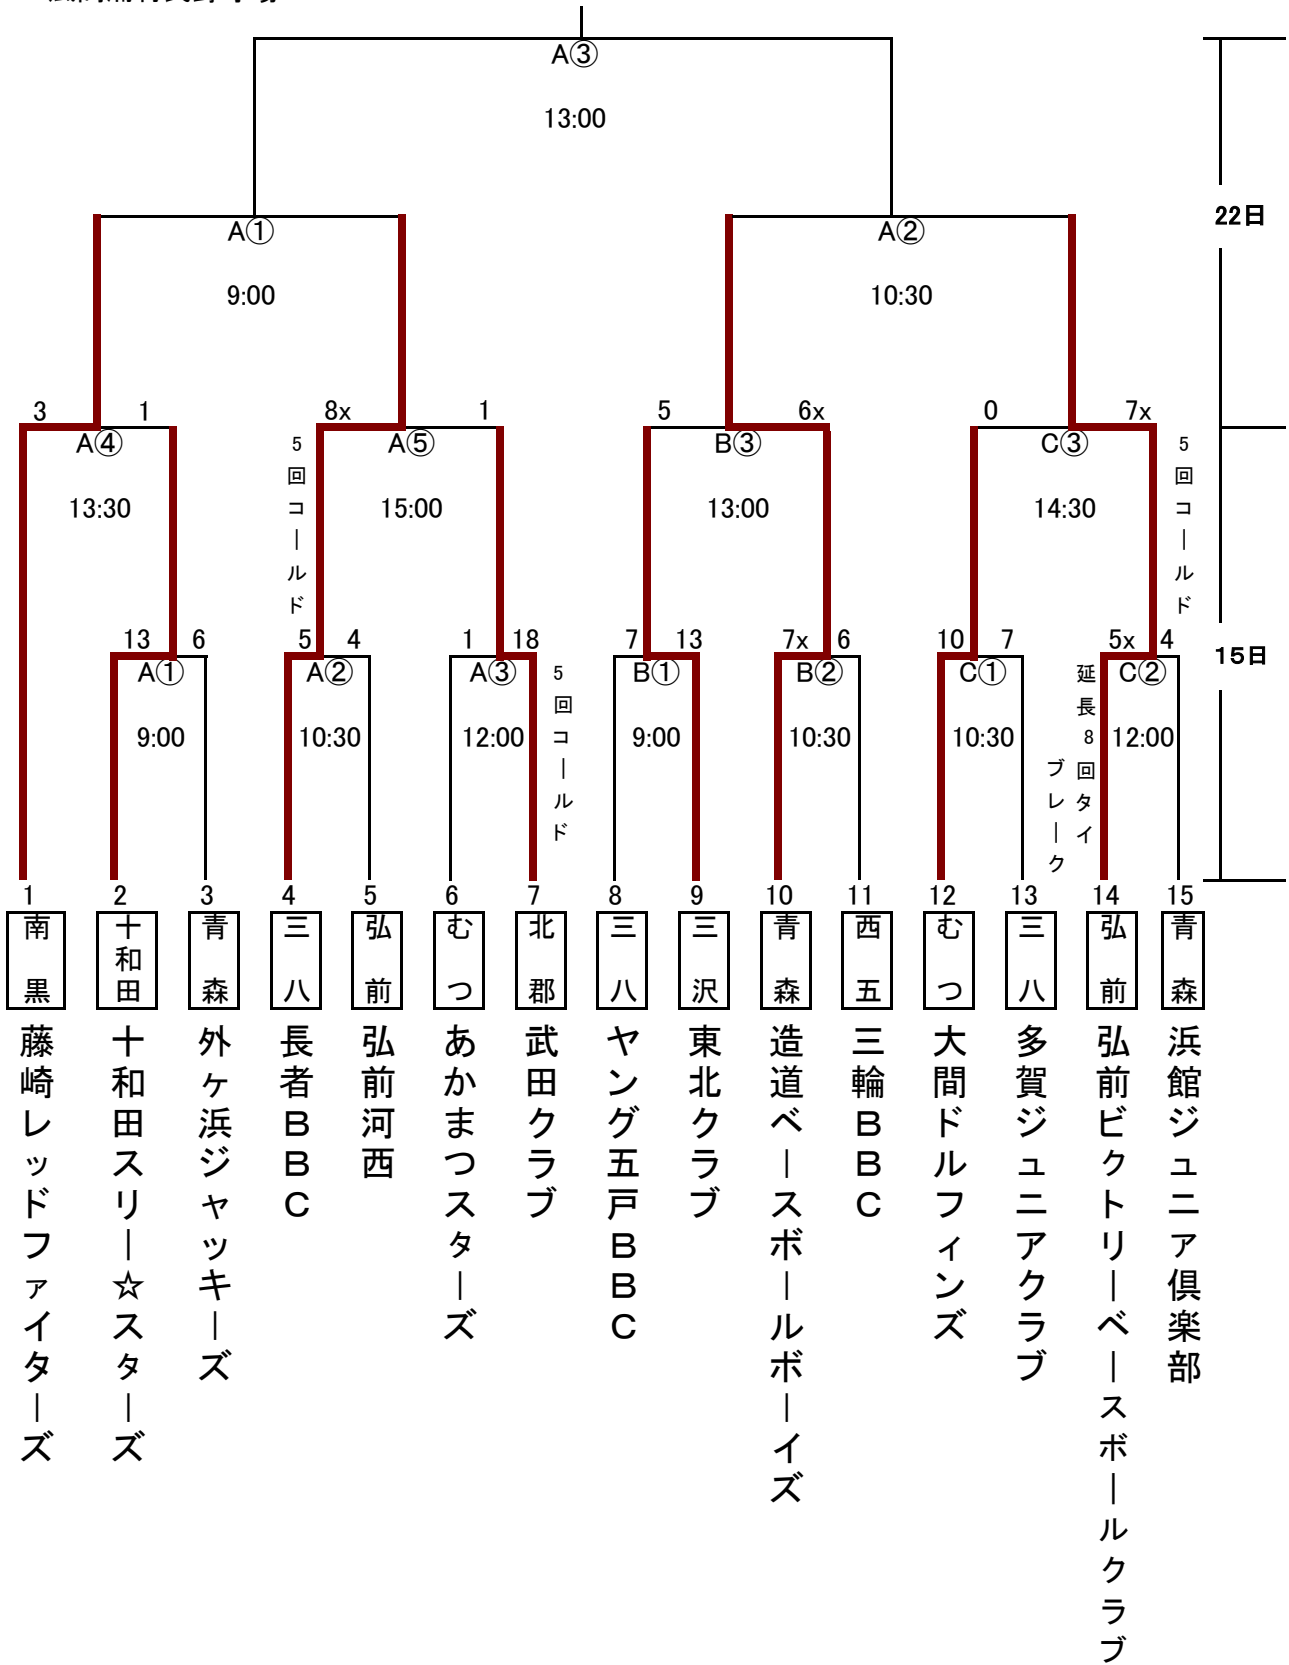 A③
13:00
A① A② 22日
9:00 10:30
3 1 8x 1 5 6x 0 7x
A④ A⑤ B③ C③
13:30 15:00 13:00 14:30
5回コールド
5回コールド
13 6 5 4 1 18 7 13 7x 6 10 7 5x 4
A① A② A③ B① B② C① C② 15日
9:00 10:30 12:00 9:00 10:30 10:30 12:00
5回コールド
延長8回タイ
ブレーク
1 2 3 4 5 6 7 8 9 10 11 12 13 14 15
南黒
十和田
青森
三八
弘前
むつ
北郡
三八
三沢
青森
西五
むつ
三八
弘前
青森
藤崎レッドファイターズ
十和田スリー☆スターズ
外ヶ浜ジャッキーズ
長者ＢＢＣ
弘前河西
あかまつスターズ
武田クラブ
ヤング五戸ＢＢＣ
東北クラブ
造道ベースボールボーイズ
三輪ＢＢＣ
大間ドルフィンズ
多賀ジュニアクラブ
弘前ビクトリーベースボールクラブ
浜館ジュニア倶楽部